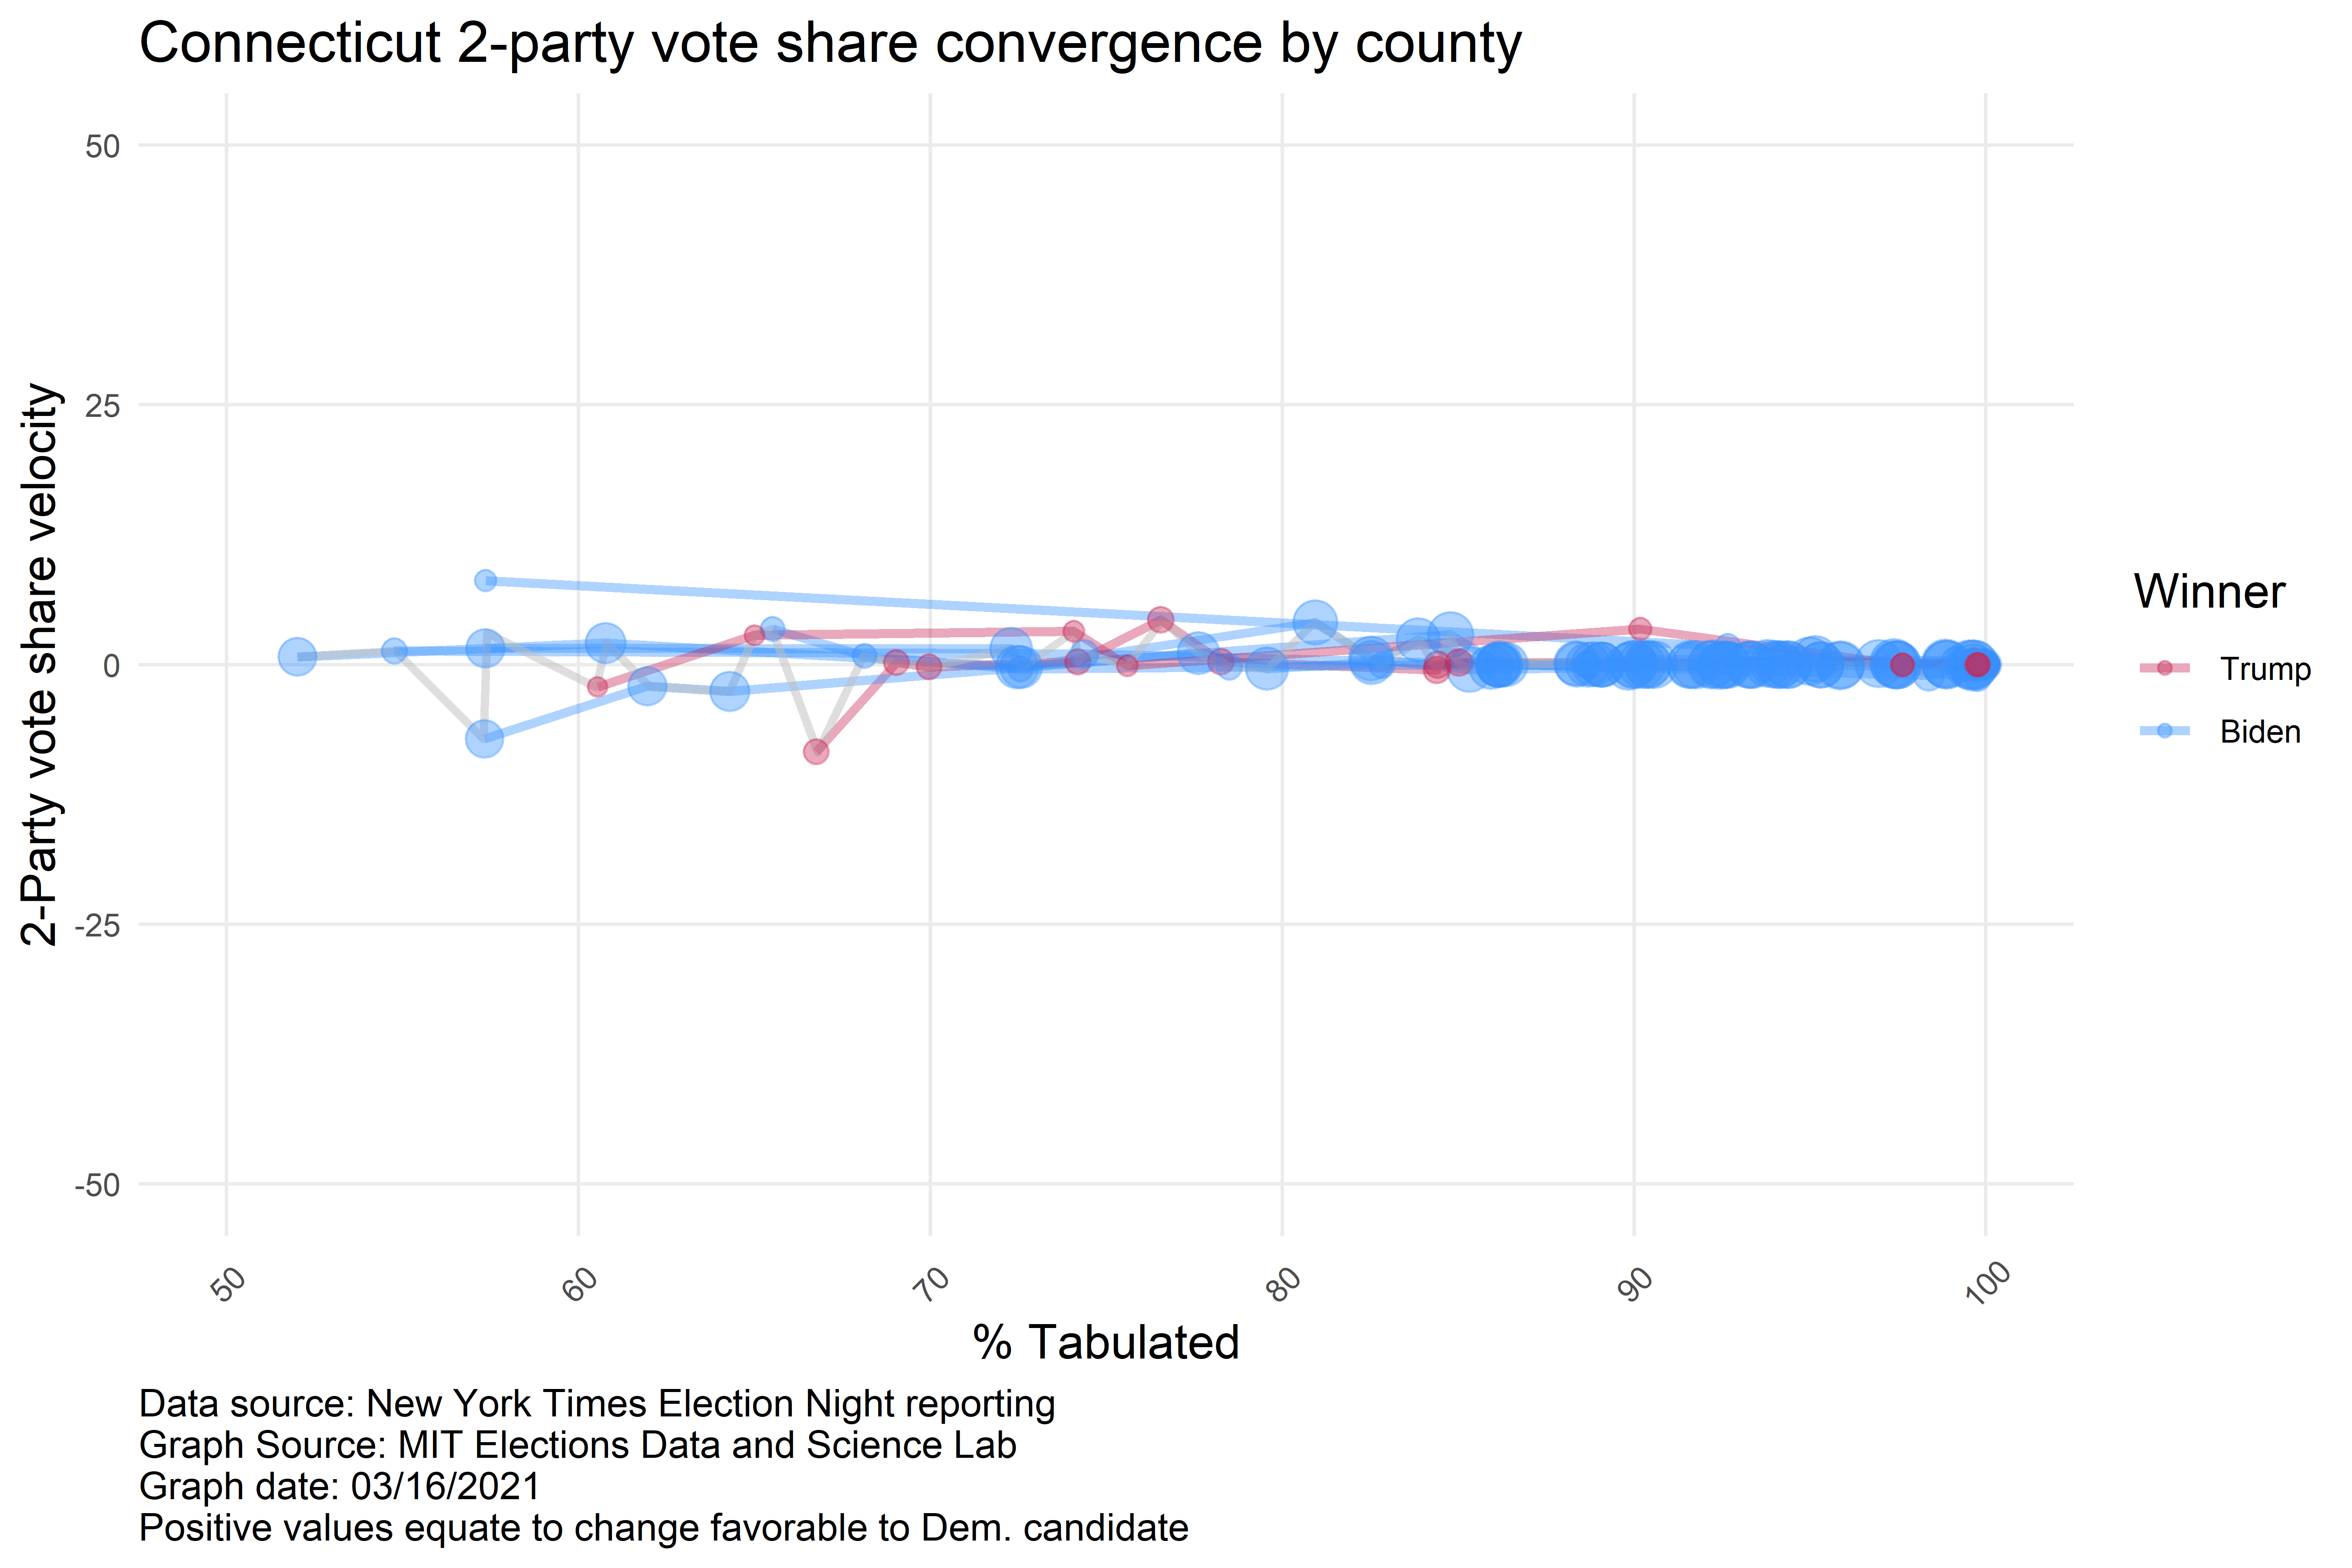 Connecticut 2-party vote share convergence by county
2-Party vote share velocity
50
25
0
-25
-50
50
60
70
80
90
100
% Tabulated
Winner
Trump
Biden
Data source: New York Times Election Night reporting
Graph Source: MIT Elections Data and Science Lab
Graph date: 03/16/2021
Positive values equate to change favorable to Dem. candidate